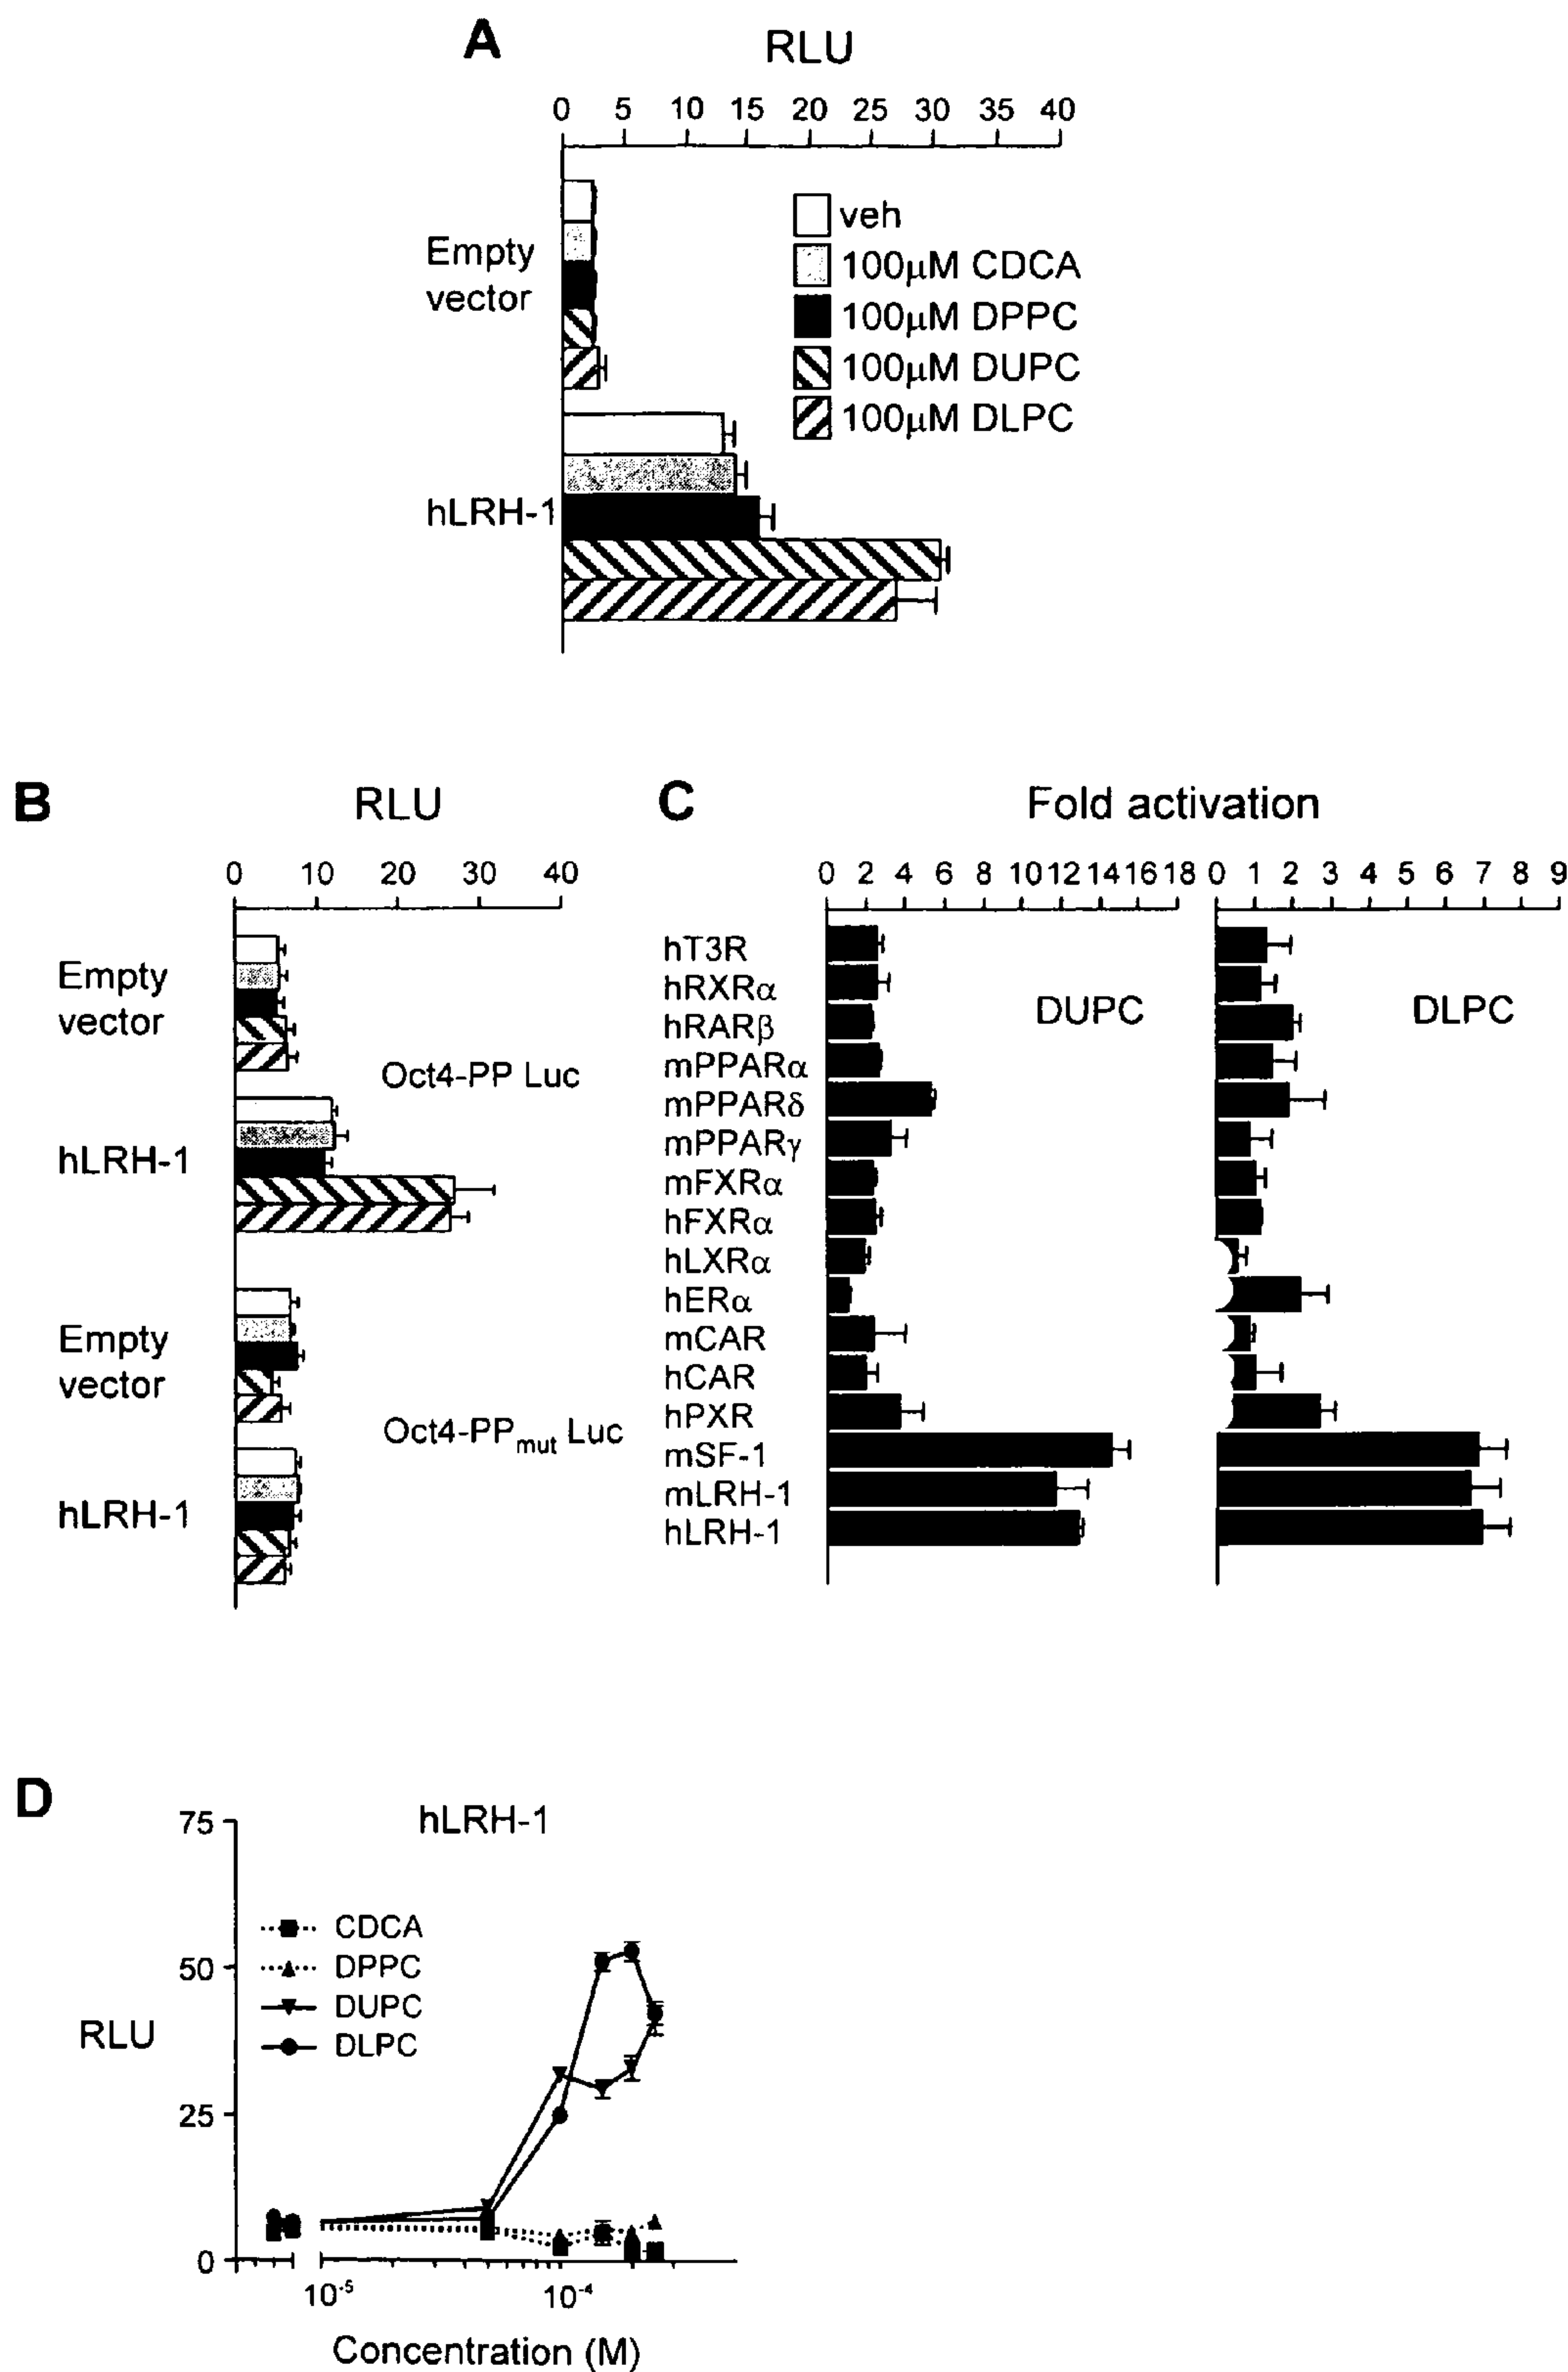 A
RLU
0 5 10 15 20 25 30 35 40
Empty
vector
veh
100μM CDCA
100μM DPPC
100μM DUPC
100μM DLPC
hLRH-1
B
RLU
0 10 20 30 40
Empty
vector
Oct4-PP Luc
hLRH-1
Empty
vector
Oct4-PPmut Luc
hLRH-1
C
Fold activation
0 2 4 6 8 10 12 14 16 18
0 1 2 3 4 5 6 7 8 9
hT3R
hRXRα
DUPC
DLPC
hRARβ
mPPARα
mPPARδ
mPPARγ
mFXRα
hFXRα
hLXRα
hERα
mCAR
hCAR
hPXR
mSF-1
mLRH-1
hLRH-1
D
hLRH-1
75
50
25
0
RLU
CDCA
DPPC
DUPC
DLPC
10-5 10-4
Concentration (M)